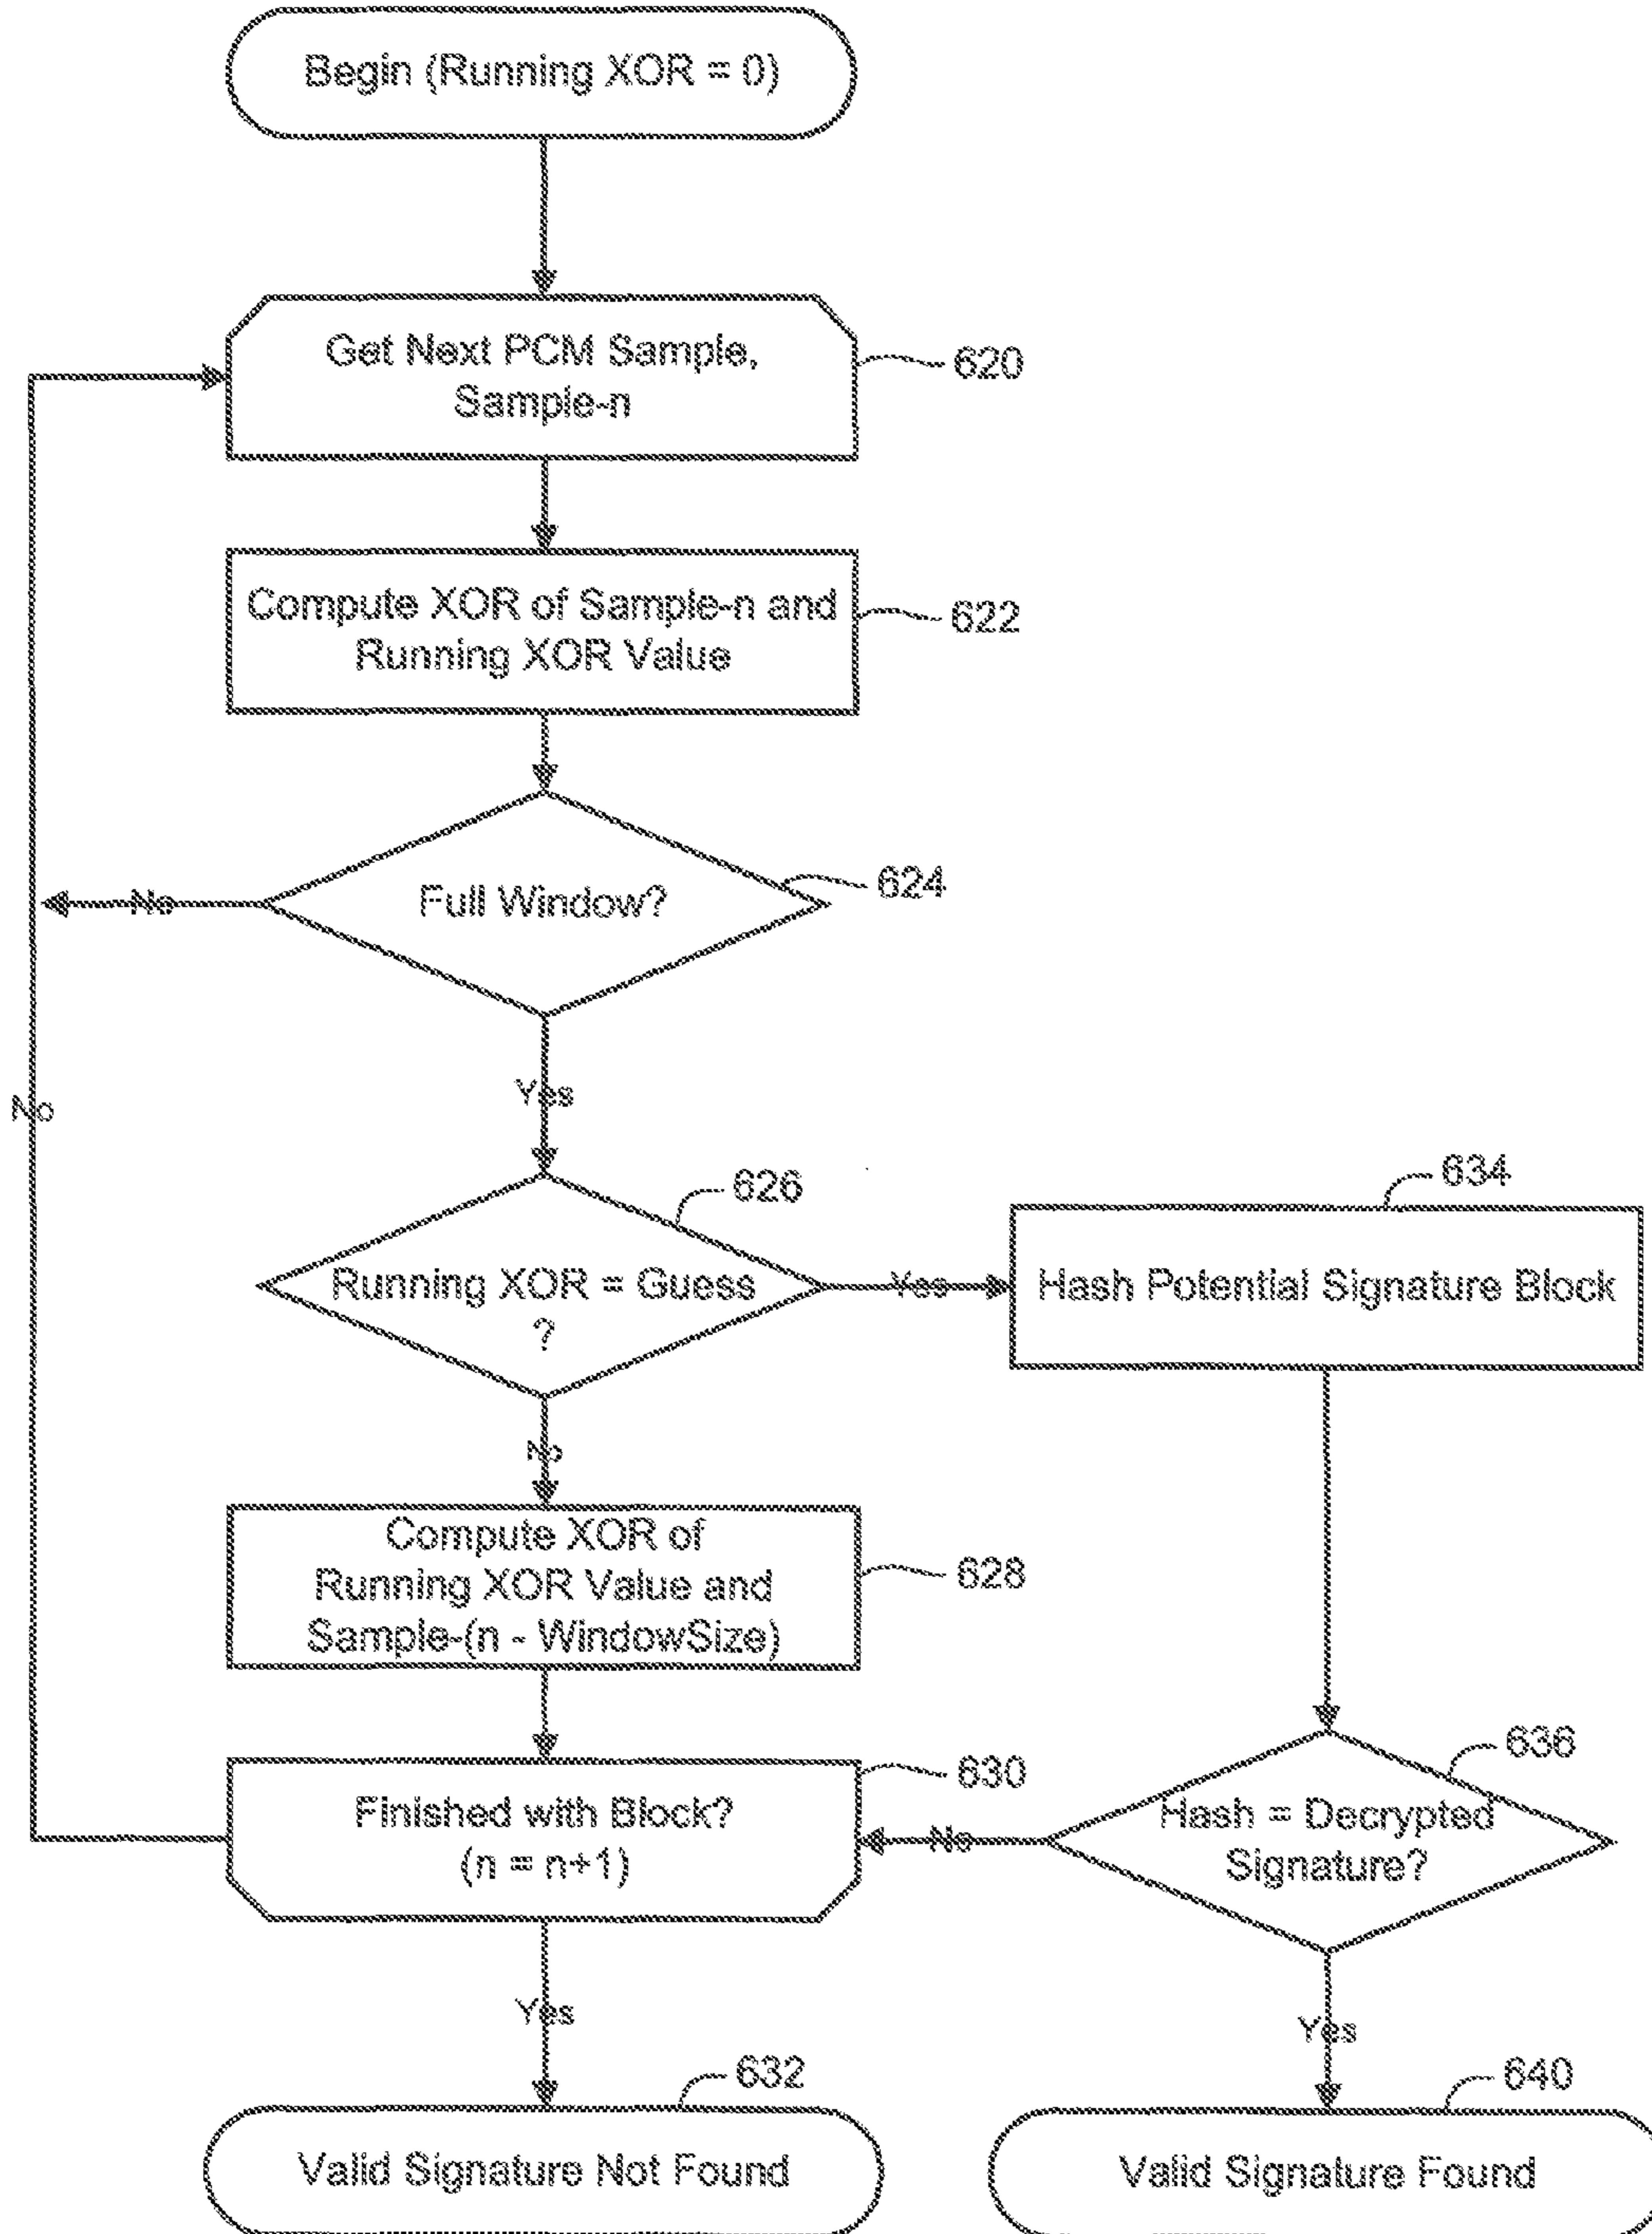 Begin (Running XOR = 0)
Get Next PCM Sample,
Sample-n
620
Compute XOR of Sample-n and
Running XOR Value
622
Full Window?
624
No
Yes
No
Running XOR = Guess
?
626
Yes
634
Hash Potential Signature Block
No
Compute XOR of
Running XOR Value and
Sample-(n - WindowSize)
628
Finished with Block?
(n = n+1)
630
No
Hash = Decrypted
Signature?
636
Yes
Yes
632
Valid Signature Not Found
640
Valid Signature Found